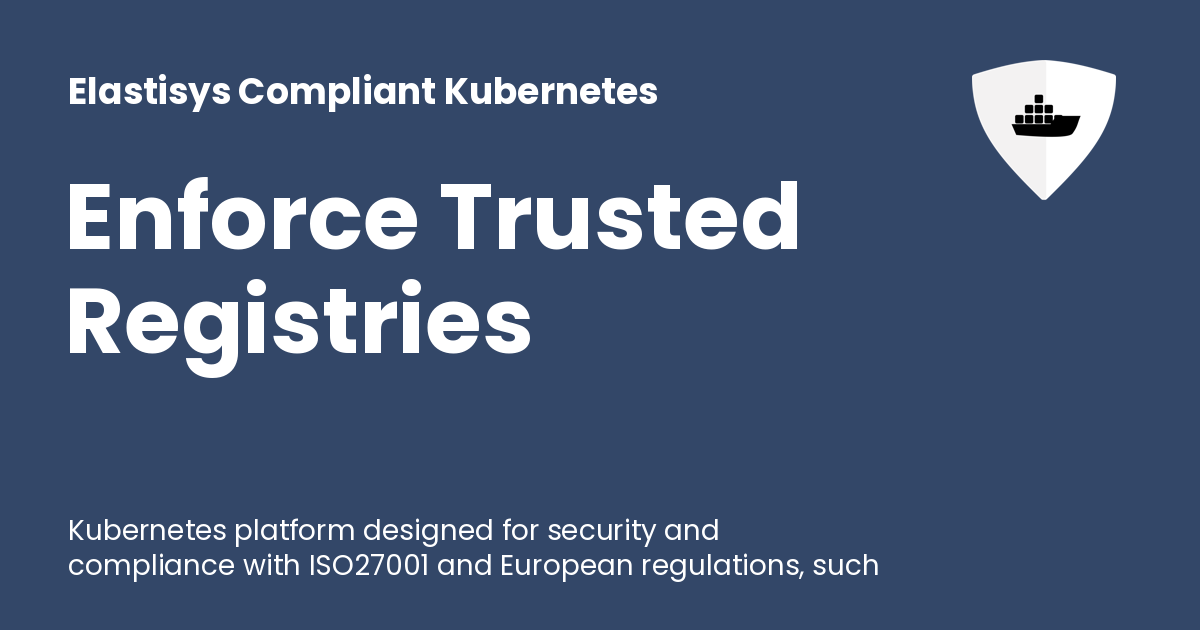 Elastisys Compliant Kubernetes
Enforce Trusted
Registries
Kubernetes platform designed for security and
compliance with ISO27001 and European regulations, such